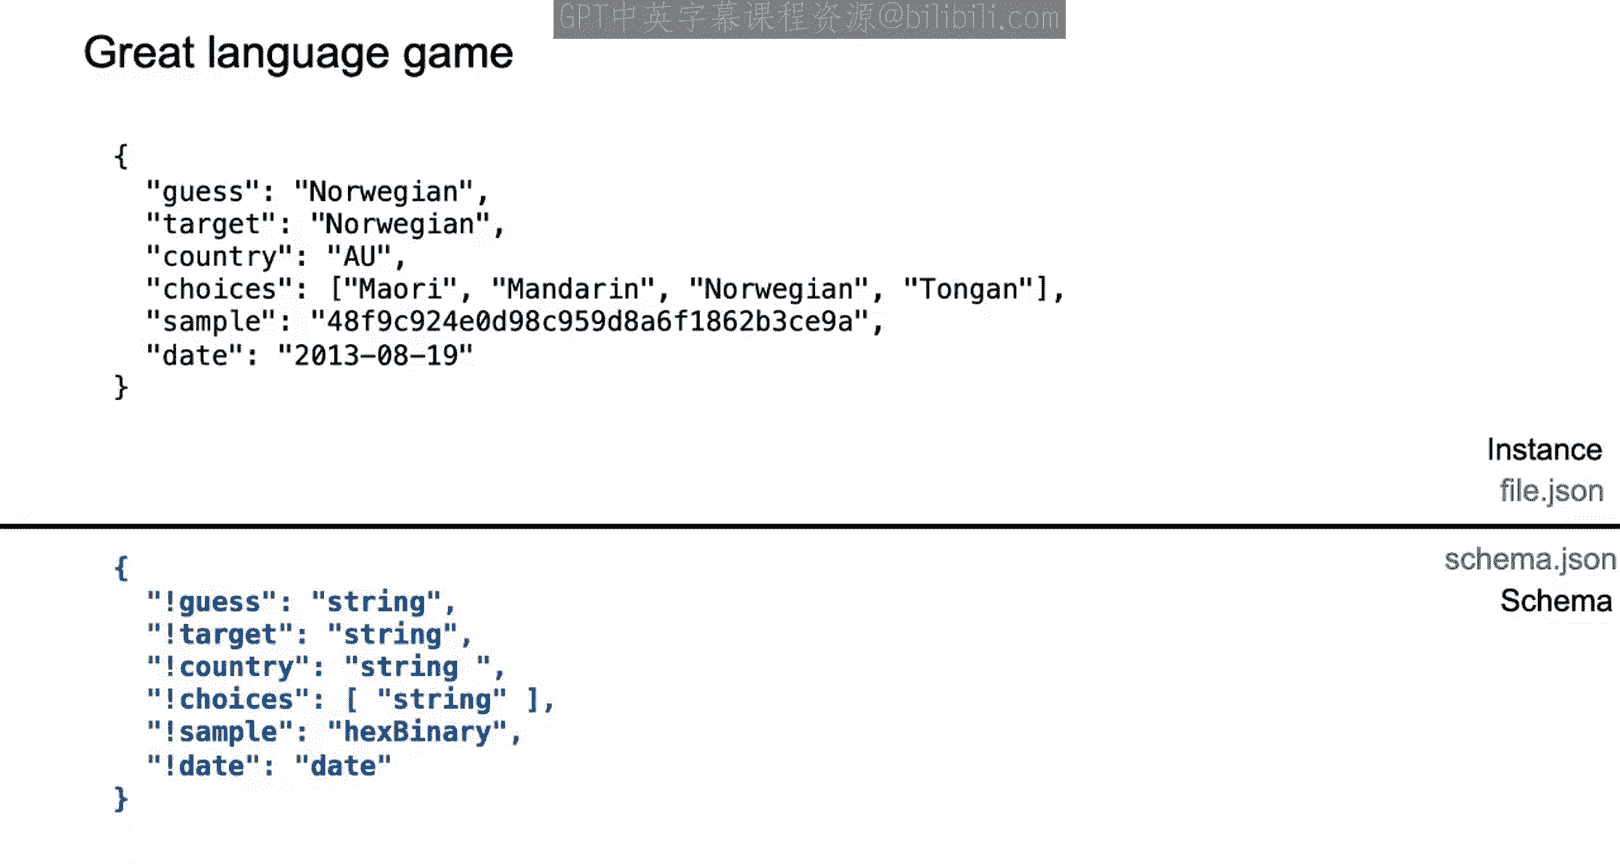 GPT中英字幕课程资源@bilibili.com
Great language game
{
"guess": "Norwegian",
"target": "Norwegian",
"country": "AU",
"choices": ["Maori", "Mandarin", "Norwegian", "Tongan"],
"sample": "48f9c924e0d98c959d8a6f1862b3ce9a",
"date": "2013-08-19"
}
Instance
file.json
schema.json
Schema
{
"!guess": "string",
"!target": "string",
"!country": "string ",
"!choices": [ "string" ],
"!sample": "hexBinary",
"!date": "date"
}